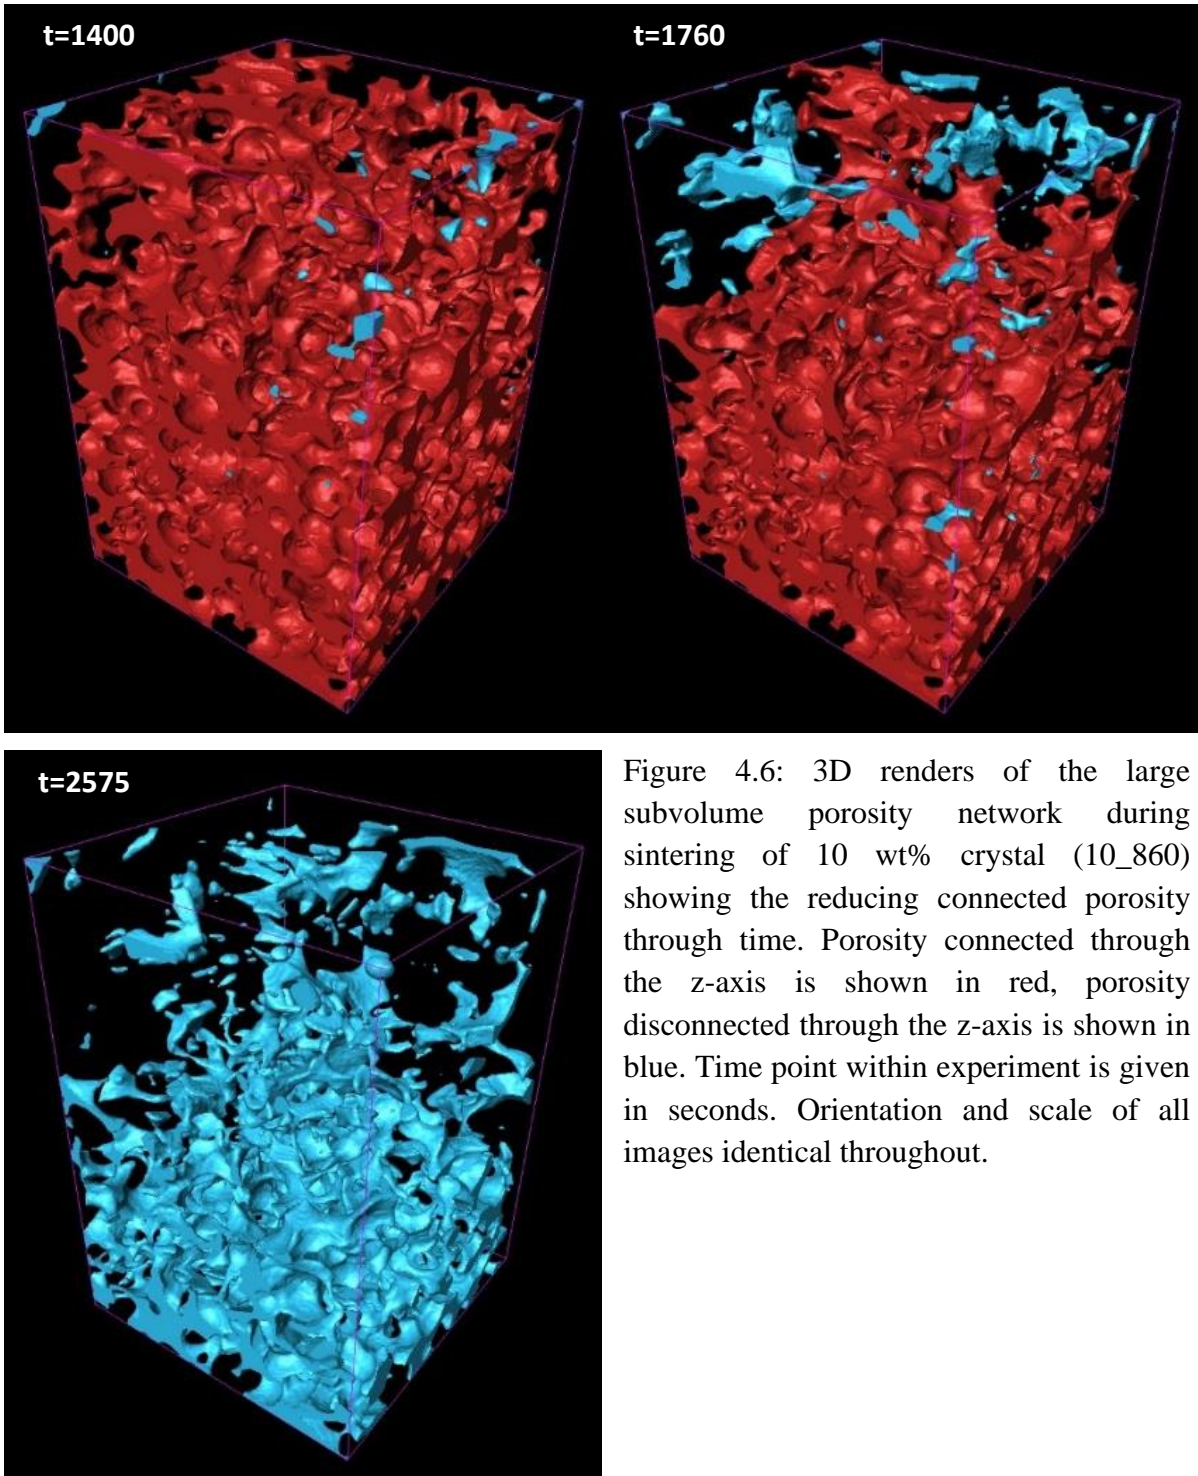 t=1400
t=1760
t=2575
Figure 4.6: 3D renders of the large
subvolume porosity network during
sintering of 10 wt% crystal (10_860)
showing the reducing connected porosity
through time. Porosity connected through
the z-axis is shown in red, porosity
disconnected through the z-axis is shown in
blue. Time point within experiment is given
in seconds. Orientation and scale of all
images identical throughout.